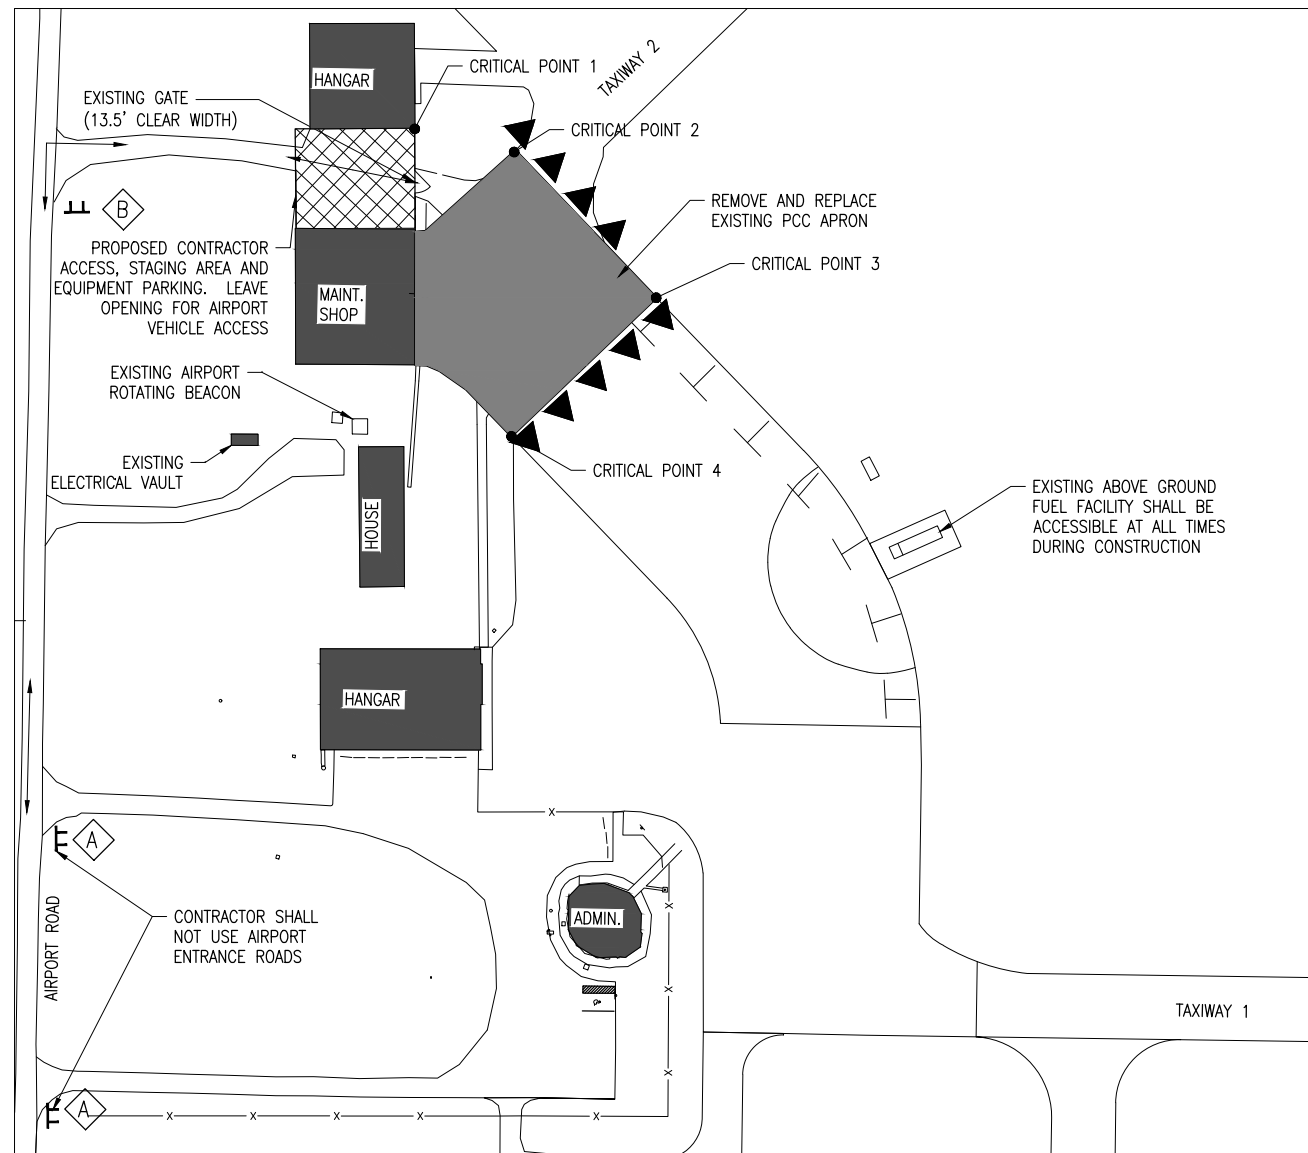 HANGAR
CRITICAL POINT 1
TAXIWAY 2
EXISTING GATE
(13.5' CLEAR WIDTH)
CRITICAL POINT 2
B
REMOVE AND REPLACE
EXISTING PCC APRON
PROPOSED CONTRACTOR
ACCESS, STAGING AREA AND
EQUIPMENT PARKING. LEAVE
OPENING FOR AIRPORT
VEHICLE ACCESS
CRITICAL POINT 3
MAINT.
SHOP
EXISTING AIRPORT
ROTATING BEACON
EXISTING
ELECTRICAL VAULT
CRITICAL POINT 4
HOUSE
EXISTING ABOVE GROUND
FUEL FACILITY SHALL BE
ACCESSIBLE AT ALL TIMES
DURING CONSTRUCTION
HANGAR
A
X
ADMIN.
X
CONTRACTOR SHALL
NOT USE AIRPORT
ENTRANCE ROADS
AIRPORT ROAD
X
TAXIWAY 1
X
A
X X X X X